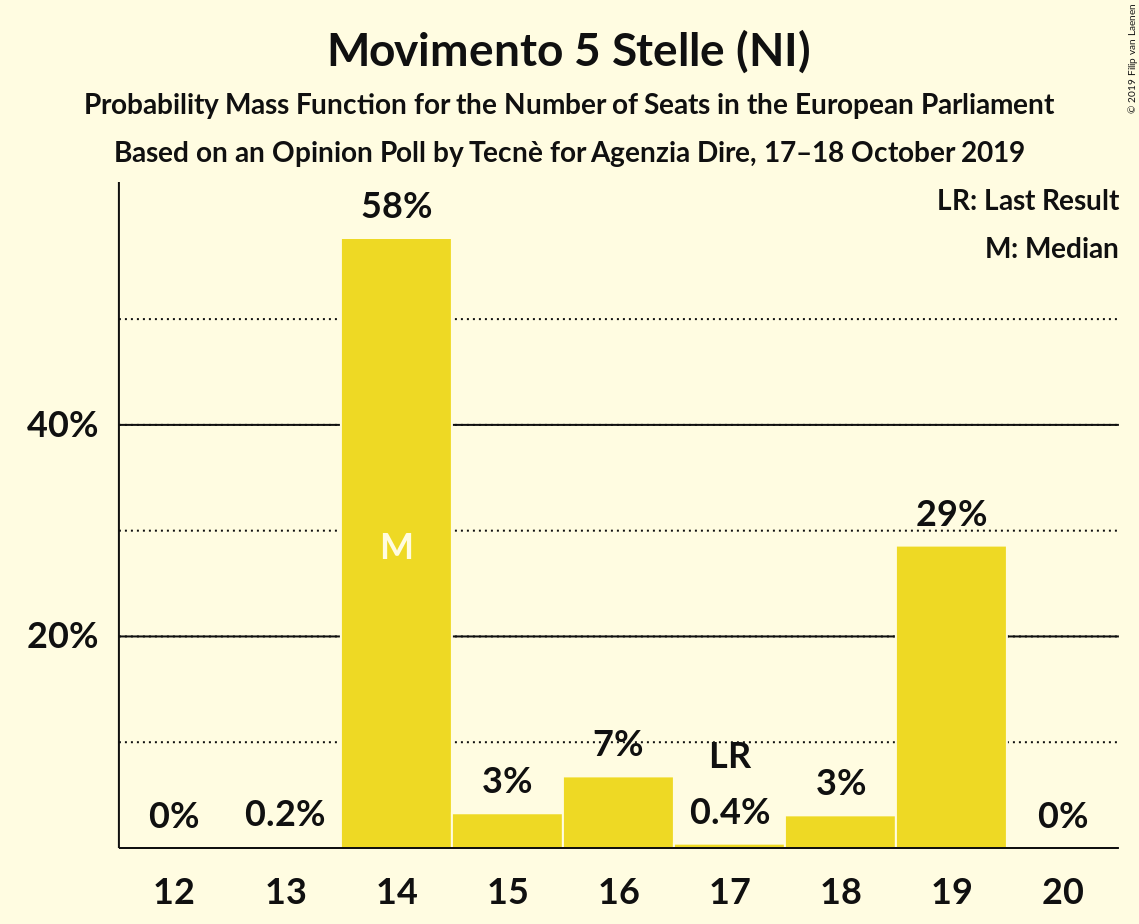 Movimento 5 Stelle (NI)
Probability Mass Function for the Number of Seats in the European Parliament
Based on an Opinion Poll by Tecnè for Agenzia Dire, 17–18 October 2019
© 2019 Filip van Laenen
LR: Last Result
M: Median
58%
40%
M
29%
20%
7%
LR
3%
3%
0%
0.2%
0.4%
0%
12 13 14 15 16 17 18 19 20